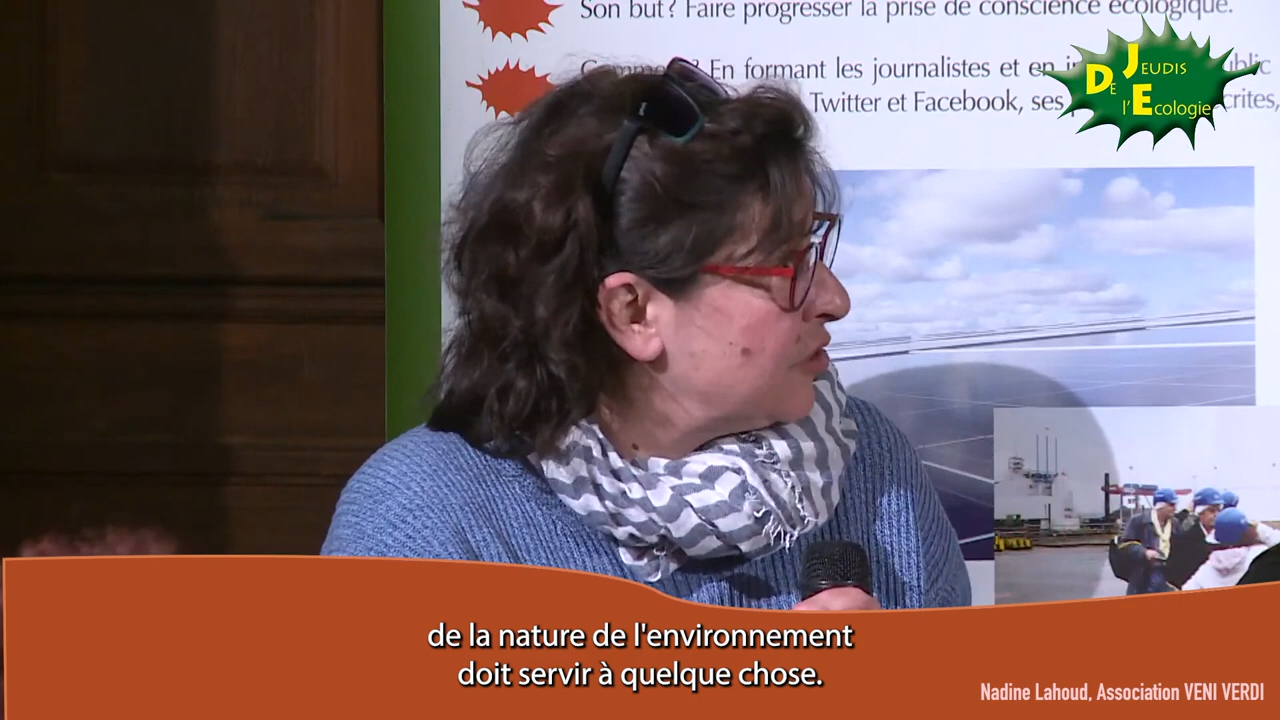 Son but? Faire progresser la prise de conscience écologique.
? En formant les journalistes et en
Twitter et Facebook, ses
crites,
JEUDIS
DE
l'Ecologie
de la nature de l'environnement
doit servir à quelque chose.
Nadine Lahoud, Association VENI VERDI